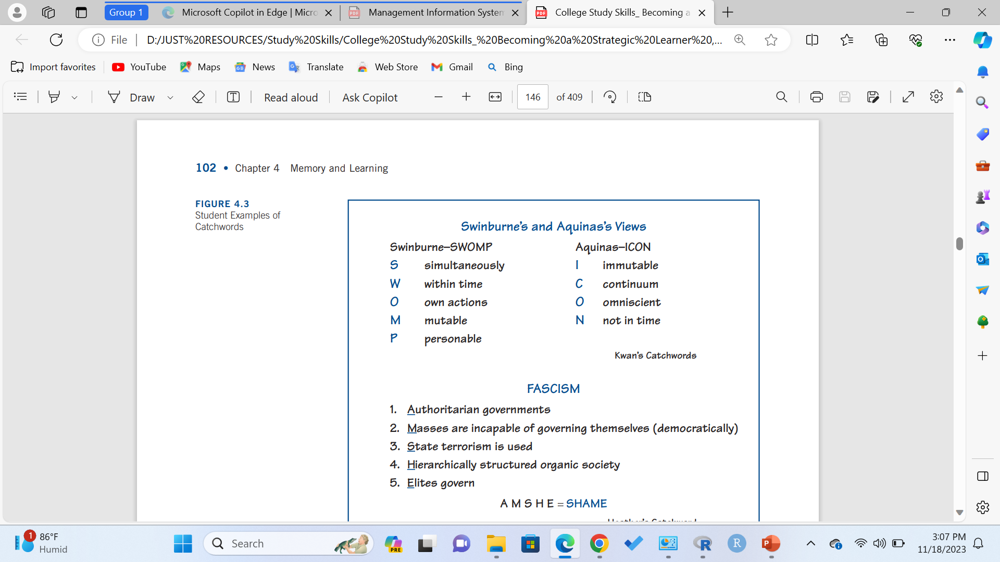 Group 1
Microsoft Copilot in Edge | Micro
Management Information System
College Study Skills_ Becoming a
File
D:/JUST%20RESOURCES/Study%20Skills/College%20Study%20Skills_%20Becoming%20a%20Strategic%20Learner%20,...
Import favorites
YouTube
Maps
News
Translate
Web Store
Gmail
Bing
Draw
Read aloud
Ask Copilot
146 of 409
102 • Chapter 4 Memory and Learning
FIGURE 4.3
Student Examples of
Catchwords
Swinburne's and Aquinas's Views
Swinburne–SWOMP
S simultaneously
W within time
O own actions
M mutable
P personable
Aquinas–ICON
I immutable
C continuum
O omniscient
N not in time
Kwan's Catchwords
FASCISM
1. Authoritarian governments
2. Masses are incapable of governing themselves (democratically)
3. State terrorism is used
4. Hierarchically structured organic society
5. Elites govern
A M S H E = SHAME
1
86°F
Humid
Search
PRE
3:07 PM
11/18/2023